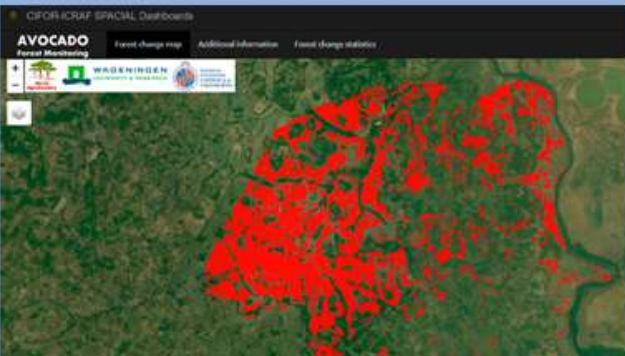 CIFOR-ICRAF SPACIAL Dashboards
AVOCADO
Forest Monitoring
Forest change map
Additional information
Forest change statistics
+
WAGENINGEN
UNIVERSITY & RESEARCH
-